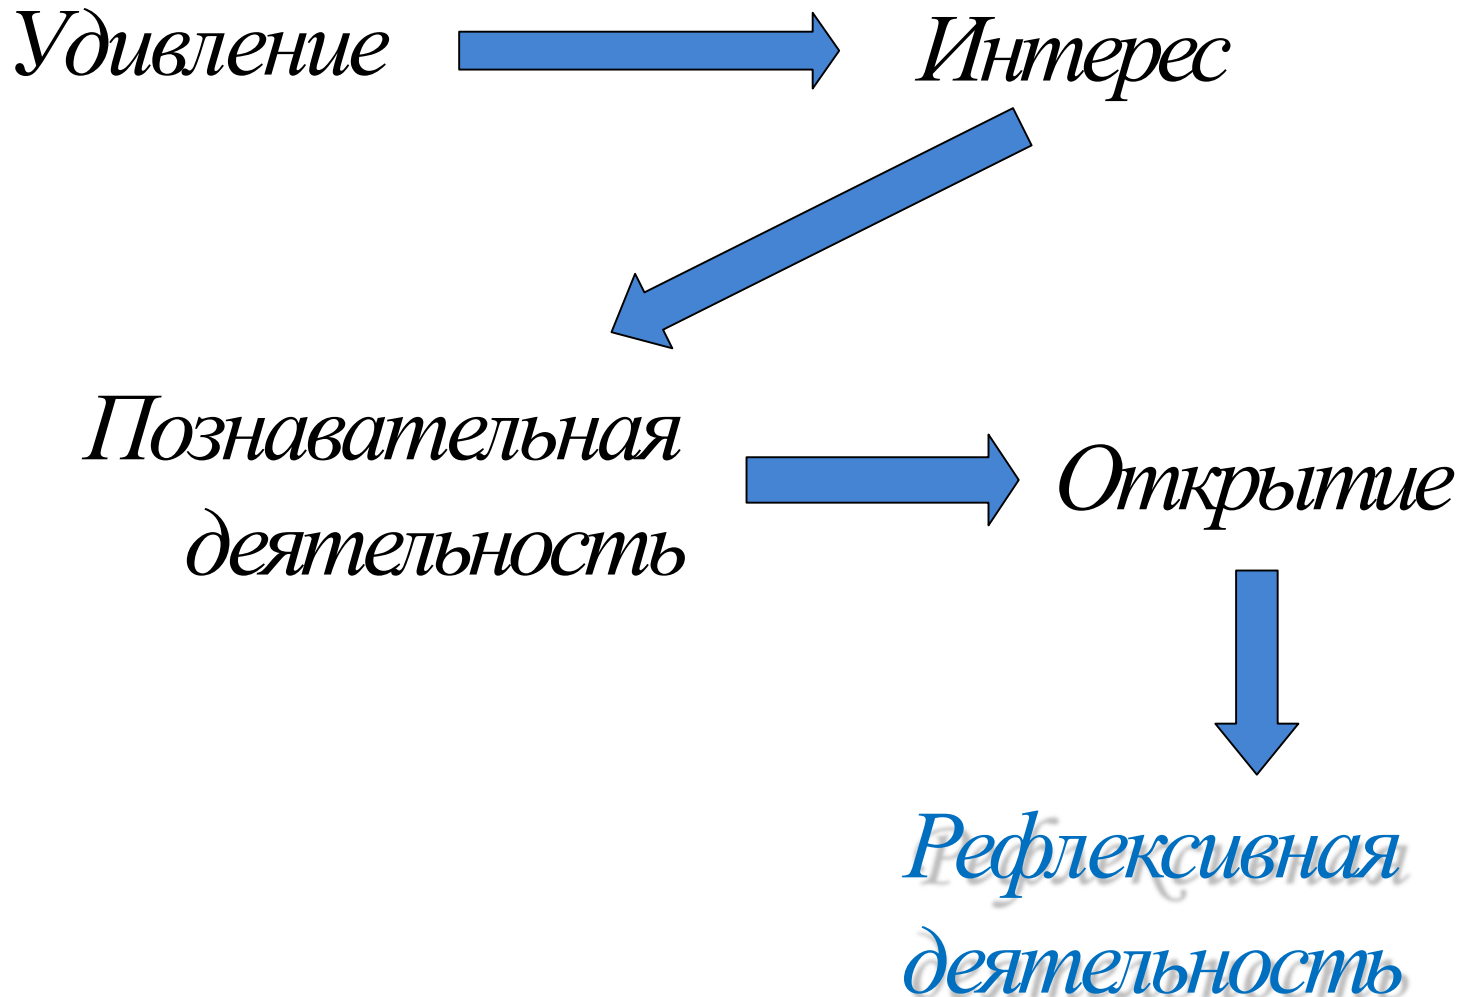 Удивление
Интерес
Познавательная
деятельность
Открытие
Рефлексивная
деятельность